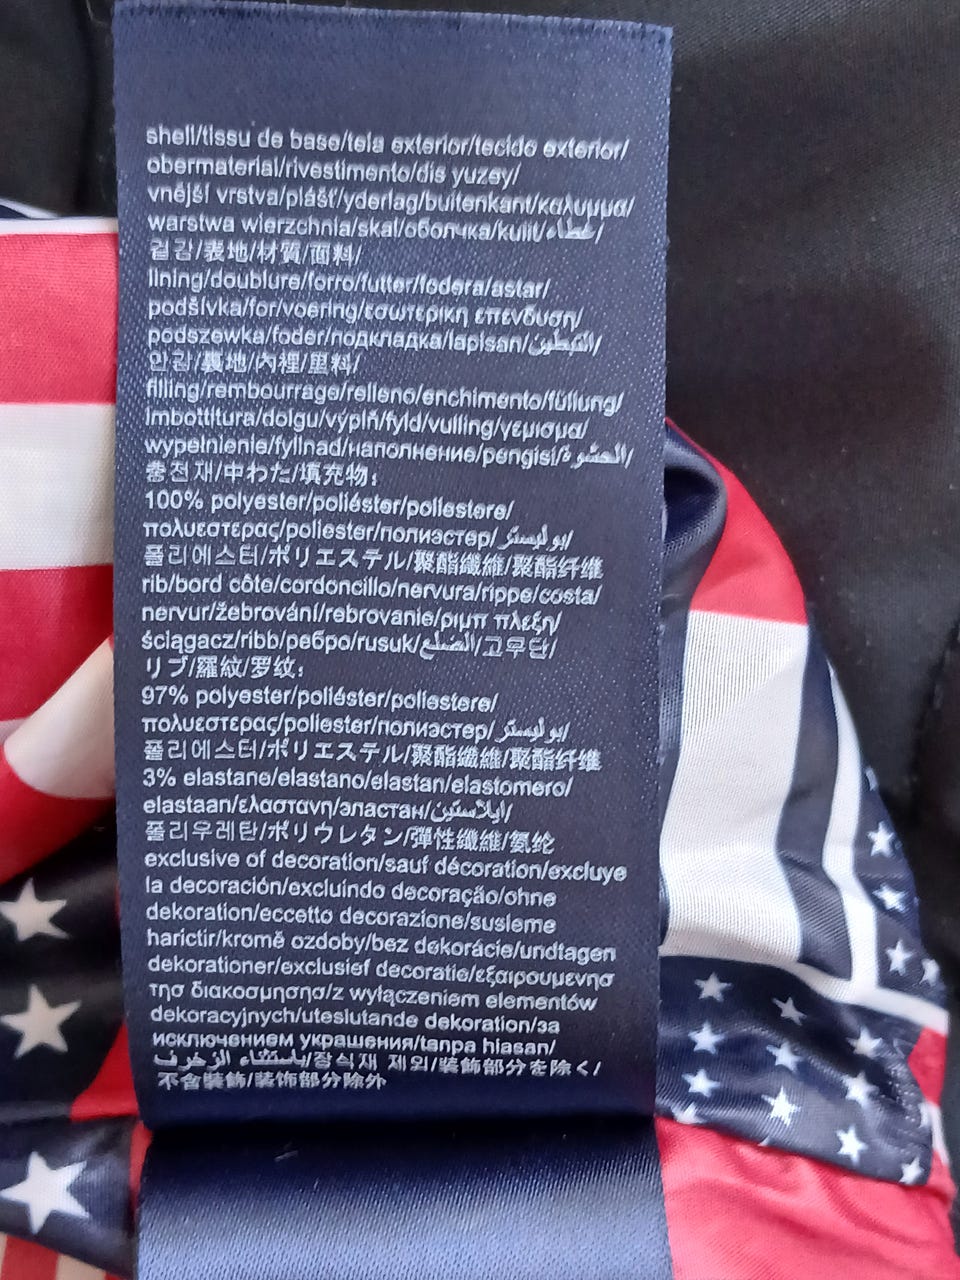 shell/tissu de base/tela exterior/tecido exterior/
obermaterial/rivestimento/dis yuzey/
vnější vrstva/plášť/yderlag/buitenkant/καλυμμα/
warstwa wierzchnia/skal/оболчка/kulit/غطاء/
겉감/表地/材質/面料/
lining/doublure/forro/futter/fodera/astar/
podšívka/for/voering/εσωτερικη επενδυση/
podszewka/foder/подкладка/lapisan/التبطين/
안감/裏地/內裡/里料/
filling/rembourrage/relleno/enchimento/füllung/
imbottitura/dolgu/výplň/fyld/vulling/γεμισμα/
wypełnienie/fyllnad/наполнение/pengisi/الحشوة/
충전재/中わた/填充物:
100% polyester/poliéster/poliestere/
πολυεστερας/poliester/полиэстер/بوليستر/
폴리에스터/ポリエステル/聚酯纖維/聚酯纤维
rib/bord côte/cordoncillo/nervura/rippe/costa/
nervur/žebrování/rebrovanie/ριμπ πλεξη/
ściągacz/ribb/ребро/rusuk/الضلع/고무단/
リブ/羅紋/罗纹:
97% polyester/poliéster/poliestere/
πολυεστερας/poliester/полиэстер/بوليستر/
폴리에스터/ポリエステル/聚酯纖維/聚酯纤维
3% elastane/elastano/elastan/elastomero/
elastaan/ελαστανη/эластан/إيلاستين/
폴리우레탄/ポリウレタン/彈性纖維/氨纶
exclusive of decoration/sauf décoration/excluye
la decoración/excluindo decoração/ohne
dekoration/eccetto decorazione/susleme
harictir/kromě ozdoby/bez dekorácie/undtagen
dekorationer/exclusief decoratie/εξαιρουμενησ
τησ διακοσμησησ/z wyłączeniem elementów
dekoracyjnych/uteslutande dekoration/за
исключением украшения/tanpa hiasan/
باستثناء الزخرف/장식재 제외/装飾部分を除く/
不含裝飾/装饰部分除外